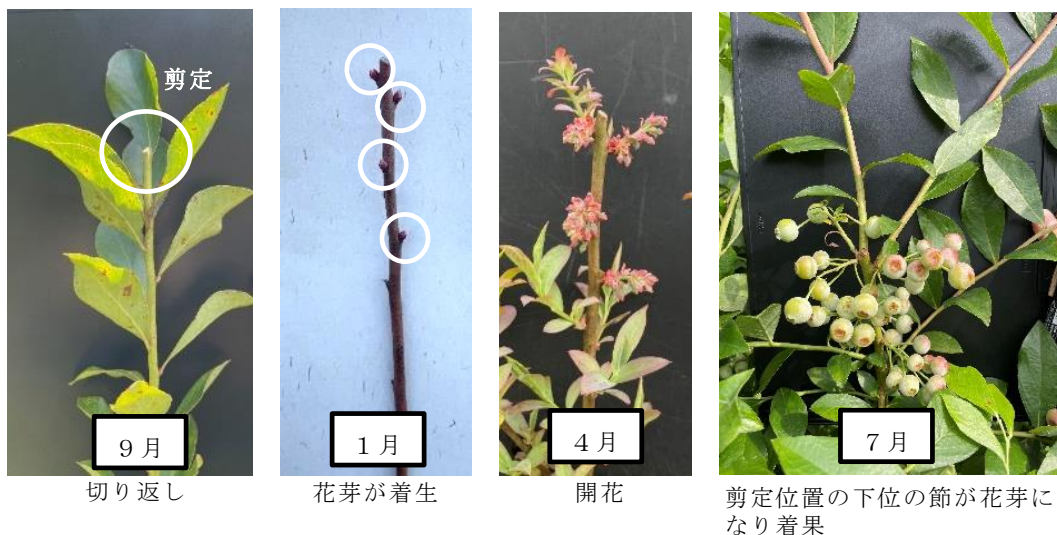 剪定
9月
1月
4月
7月
切り返し
花芽が着生
開花
剪定位置の下位の節が花芽に
なり着果